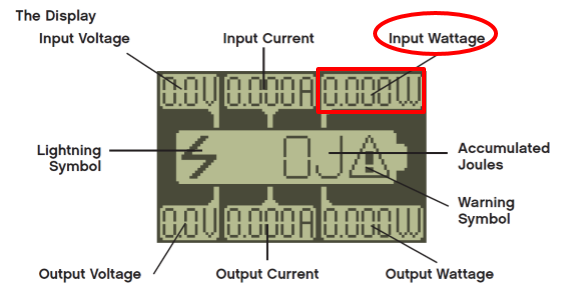 The Display
Input Voltage
Input Current
Input Wattage
0.0V
0.000A
0.000W
Lightning
Symbol
0J
Accumulated
Joules
Warning
Symbol
0.0V
0.000A
0.000W
Output Voltage
Output Current
Output Wattage